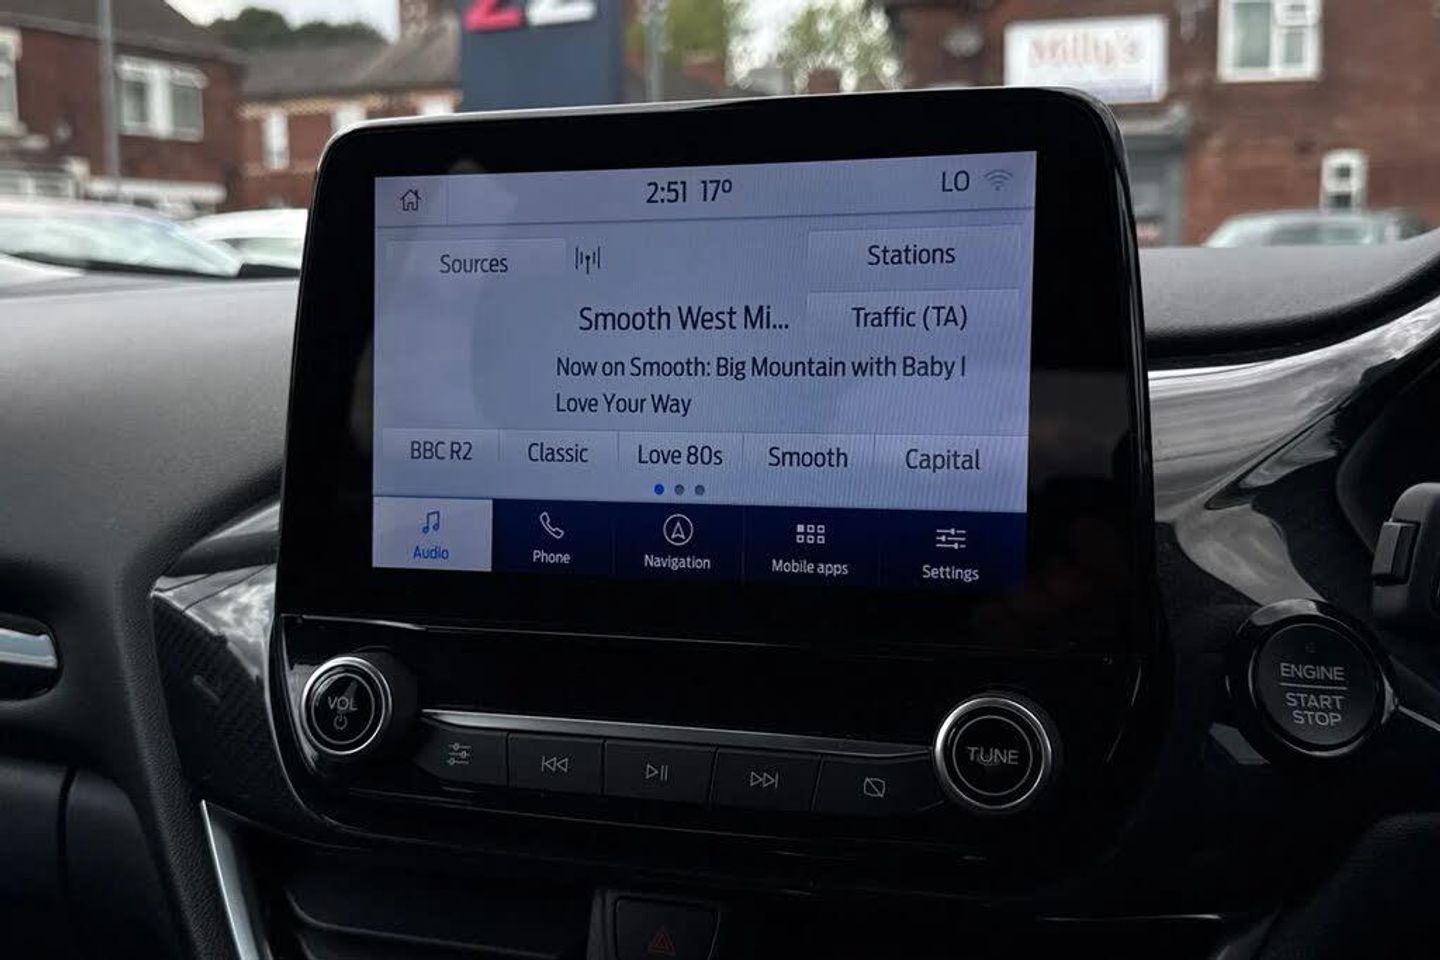 Milly's
2:51 17º
LO
Sources
Stations
Smooth West Mi...
Traffic (TA)
Now on Smooth: Big Mountain with Baby I
Love Your Way
BBC R2 Classic Love 80s Smooth Capital
Audio Phone Navigation Mobile apps Settings
VOL
TUNE
ENGINE
START
STOP